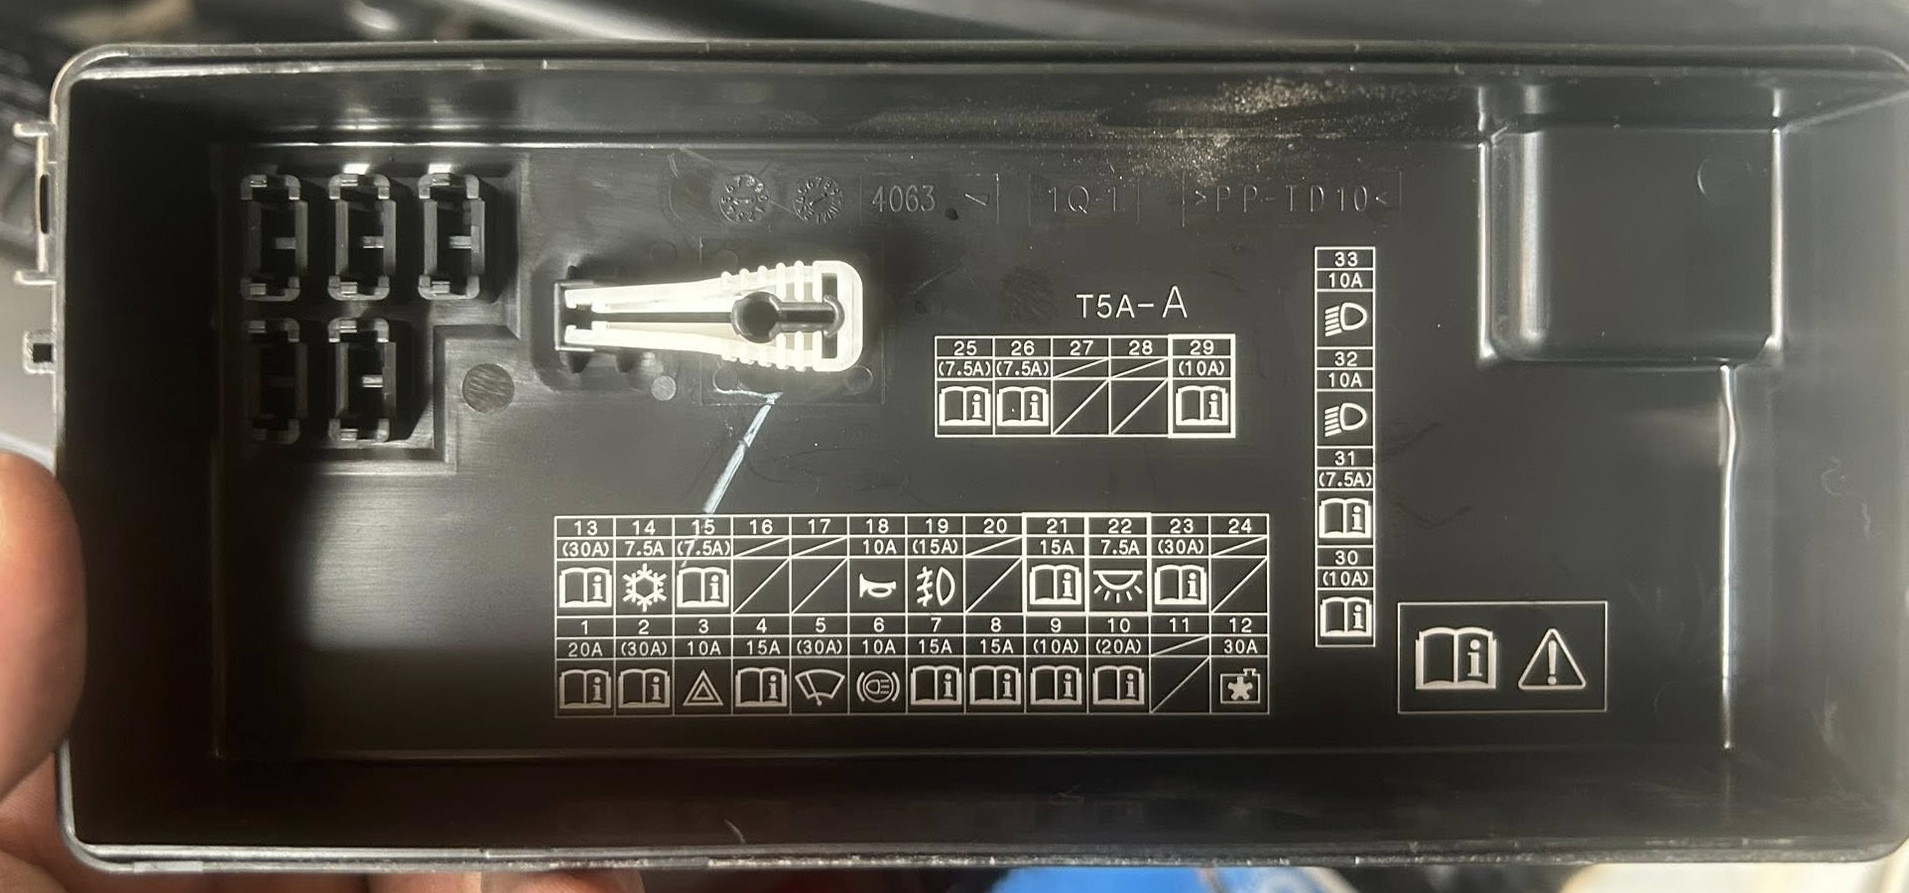 4063 1Q-1 >PP-TD10<
T5A-A
25 26 27 28 29
(7.5A) (7.5A) (10A)
33
10A
32
10A
31
(7.5A)
30
(10A)
13 14 15 16 17 18 19 20 21 22 23 24
(30A) 7.5A (7.5A) 10A (15A) 15A 7.5A (30A)
1 2 3 4 5 6 7 8 9 10 11 12
20A (30A) 10A 15A (30A) 10A 15A 15A (10A) (20A) 30A